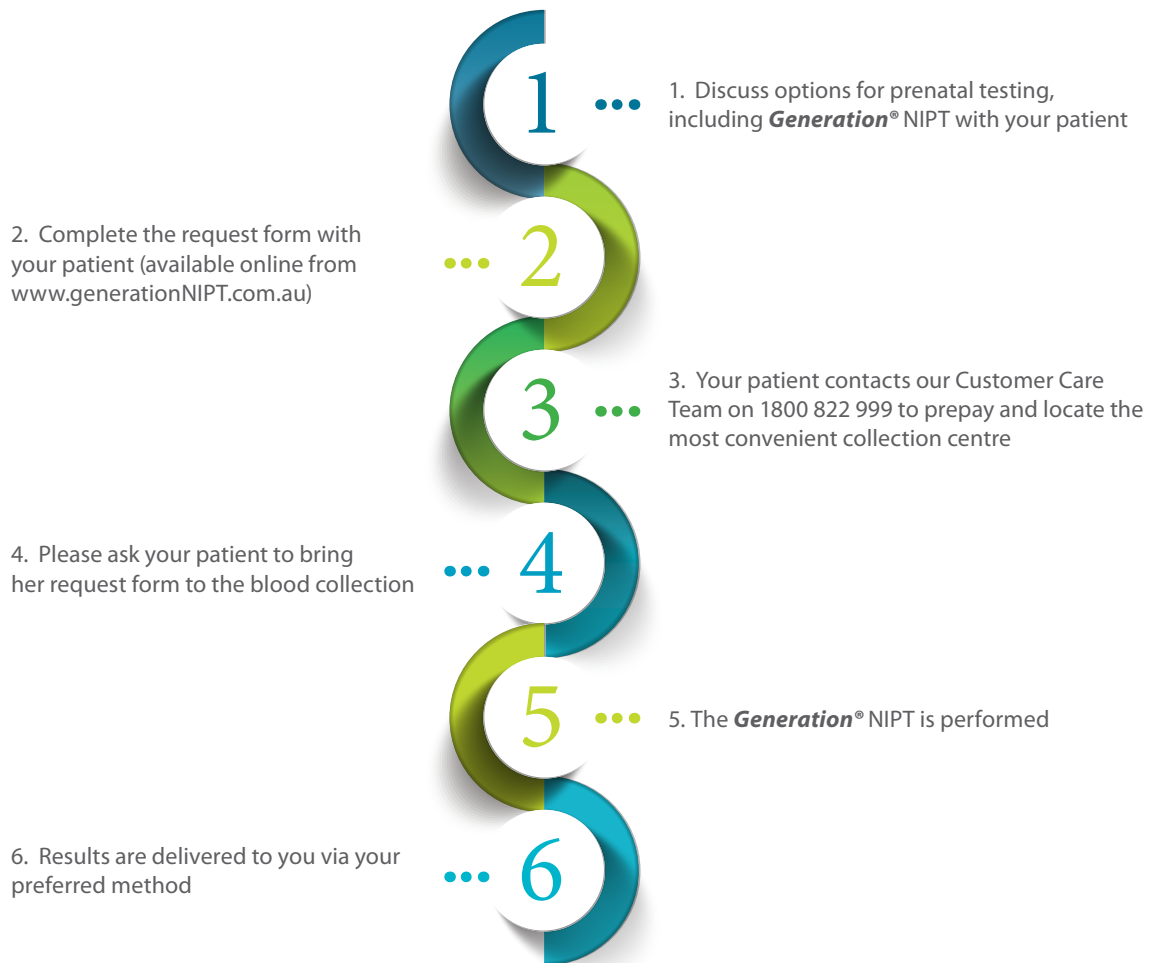 1
1. Discuss options for prenatal testing,
including Generation® NIPT with your patient
2. Complete the request form with
your patient (available online from
www.generationNIPT.com.au)
2
3
3. Your patient contacts our Customer Care
Team on 1800 822 999 to prepay and locate the
most convenient collection centre
4. Please ask your patient to bring
her request form to the blood collection
4
5
5. The Generation® NIPT is performed
6. Results are delivered to you via your
preferred method
6